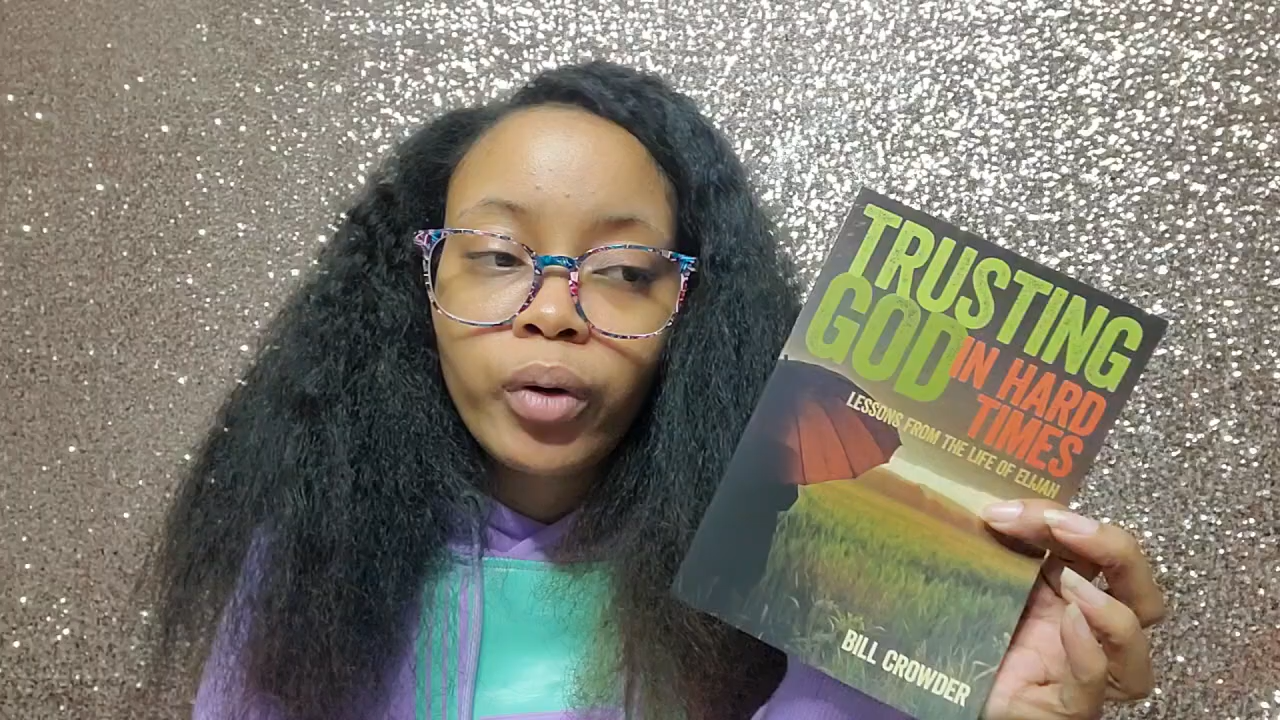 TRUSTING
GOD IN HARD
TIMES
LESSONS FROM THE LIFE OF ELIJAH
BILL CROWDER